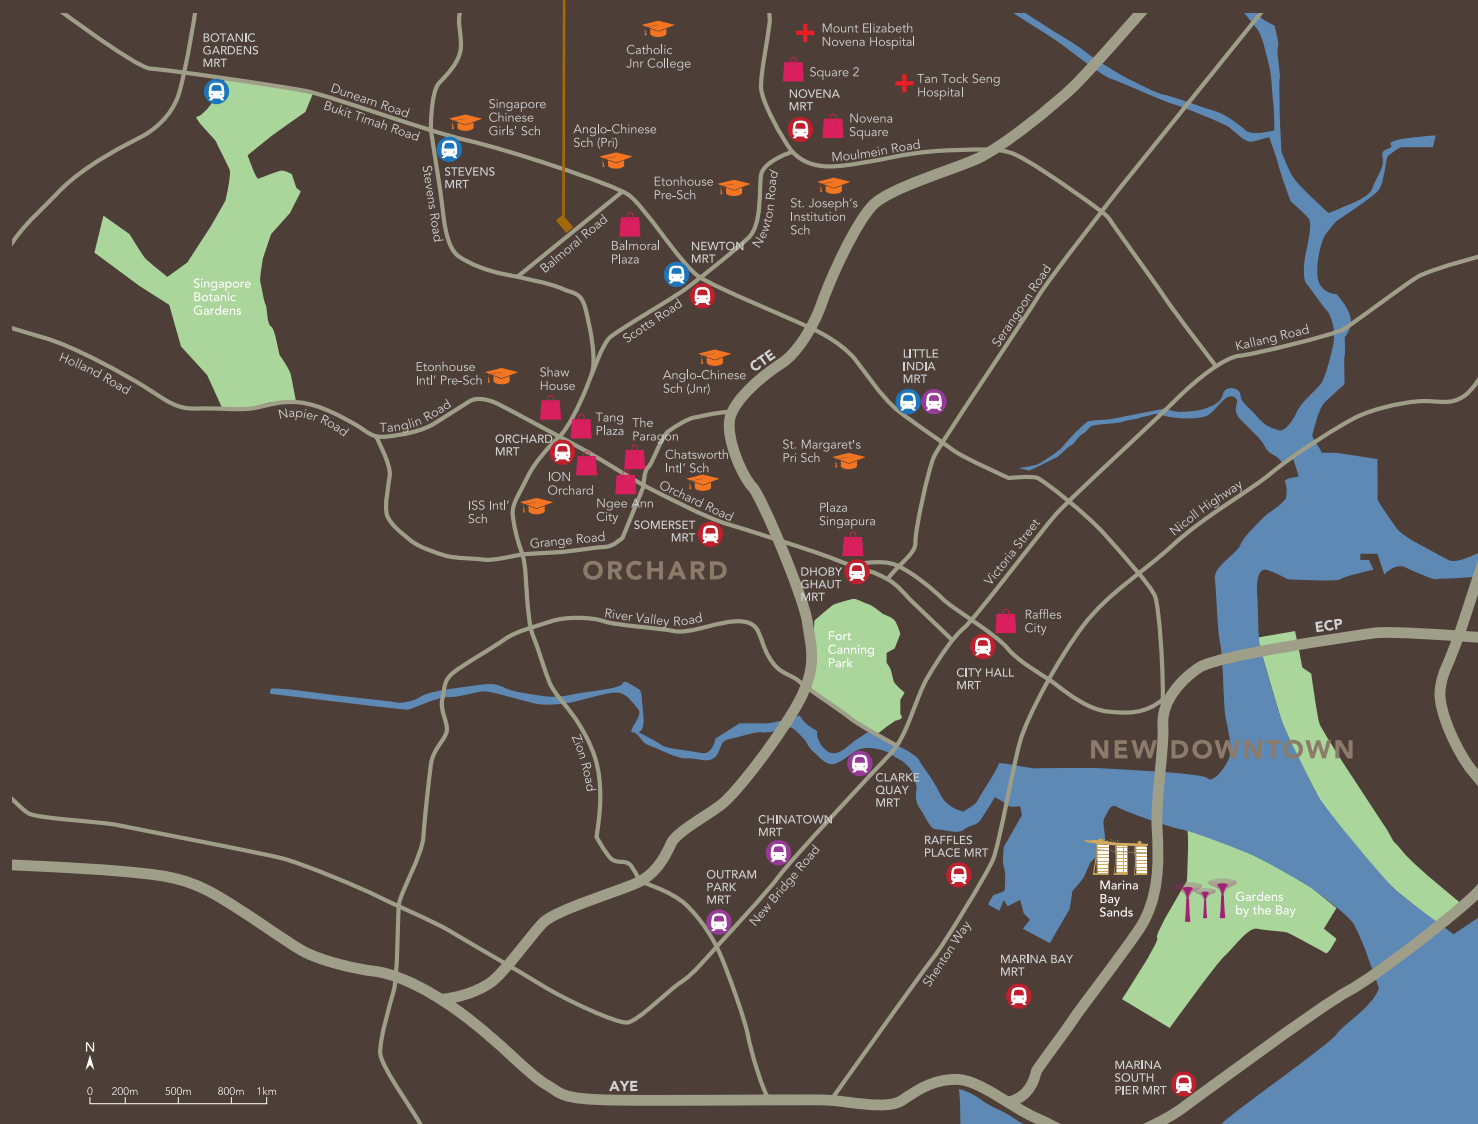 BOTANIC
GARDENS
MRT
Dunearn Road
Bukit Timah Road
Singapore
Chinese
Girls' Sch
STEVENS
MRT
Stevens Road
Catholic
Jnr College
Anglo-Chinese
Sch (Pri)
Etonhouse
Pre-Sch
Balmoral Road
Balmoral
Plaza
NEWTON
MRT
Newton Road
Scotts Road
Mount Elizabeth
Novena Hospital
Square 2
Tan Tock Seng
Hospital
NOVENA
MRT
Novena
Square
Moulmein Road
St. Joseph's
Institution
Sch
Singapore
Botanic
Gardens
Holland Road
Napier Road
Tanglin Road
Etonhouse
Intl' Pre-Sch
Shaw
House
Tang
Plaza
The
Paragon
ORCHARD
MRT
ION
Orchard
Ngee Ann
City
Chatsworth
Intl' Sch
Orchard Road
ISS Intl'
Sch
Grange Road
SOMERSET
MRT
ORCHARD
Anglo-Chinese
Sch (Jnr)
CTE
LITTLE
INDIA
MRT
Serangoon Road
Kallang Road
St. Margaret's
Pri Sch
Plaza
Singapura
DHOBY
GHAUT
MRT
Victoria Street
Nicoll Highway
Raffles
City
CITY HALL
MRT
Fort
Canning
Park
River Valley Road
Zion Road
ECP
NEW DOWNTOWN
CLARKE
QUAY
MRT
CHINATOWN
MRT
OUTRAM
PARK
MRT
New Bridge Road
RAFFLES
PLACE MRT
Shenton Way
Marina
Bay
Sands
Gardens
by the Bay
MARINA BAY
MRT
MARINA
SOUTH
PIER MRT
AYE
N
0 200m 500m 800m 1km